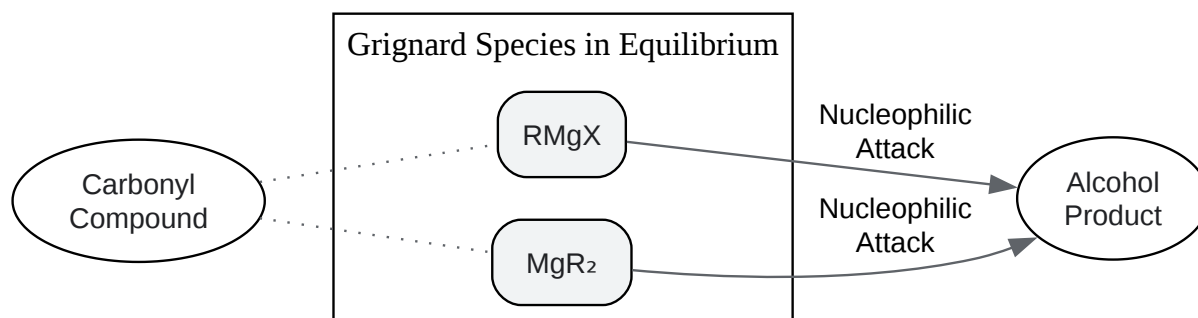 Grignard Species in Equilibrium
Carbonyl
Compound
RMgX
MgR₂
Nucleophilic
Attack
Nucleophilic
Attack
Alcohol
Product